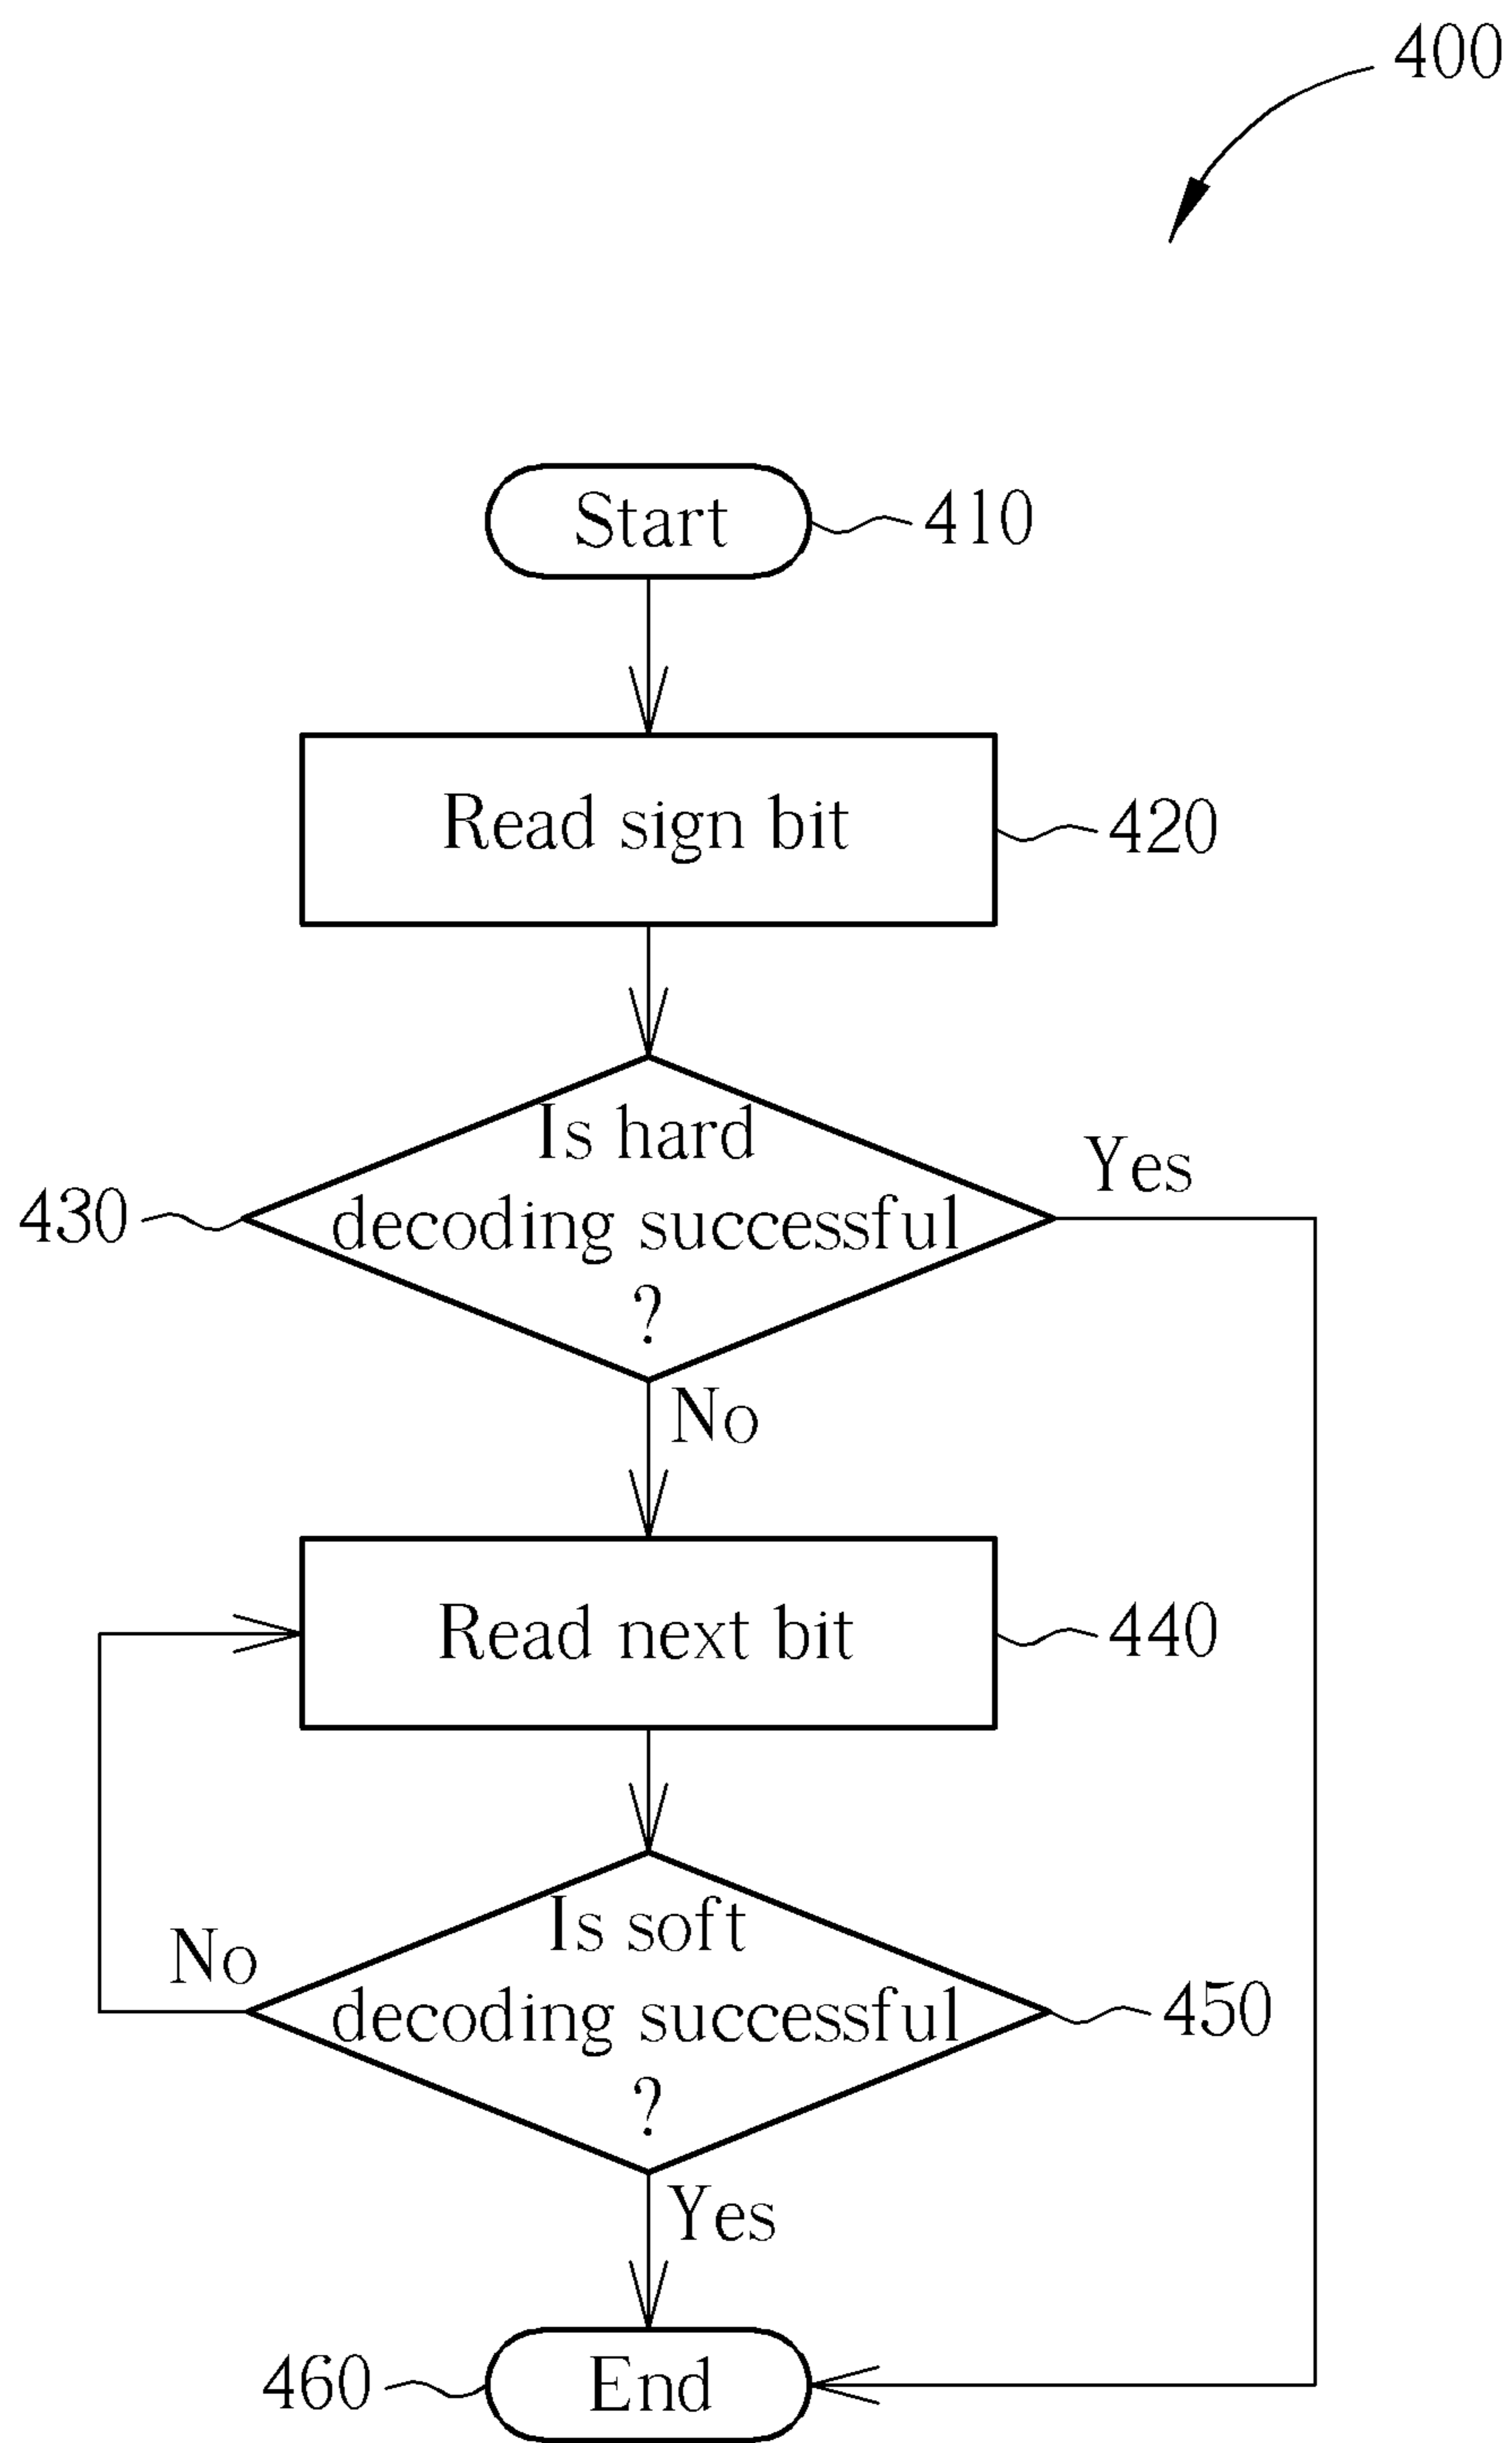 400
Start
410
Read sign bit
420
Is hard
decoding successful
?
430
Yes
No
Read next bit
440
Is soft
decoding successful
?
No
450
Yes
End
460